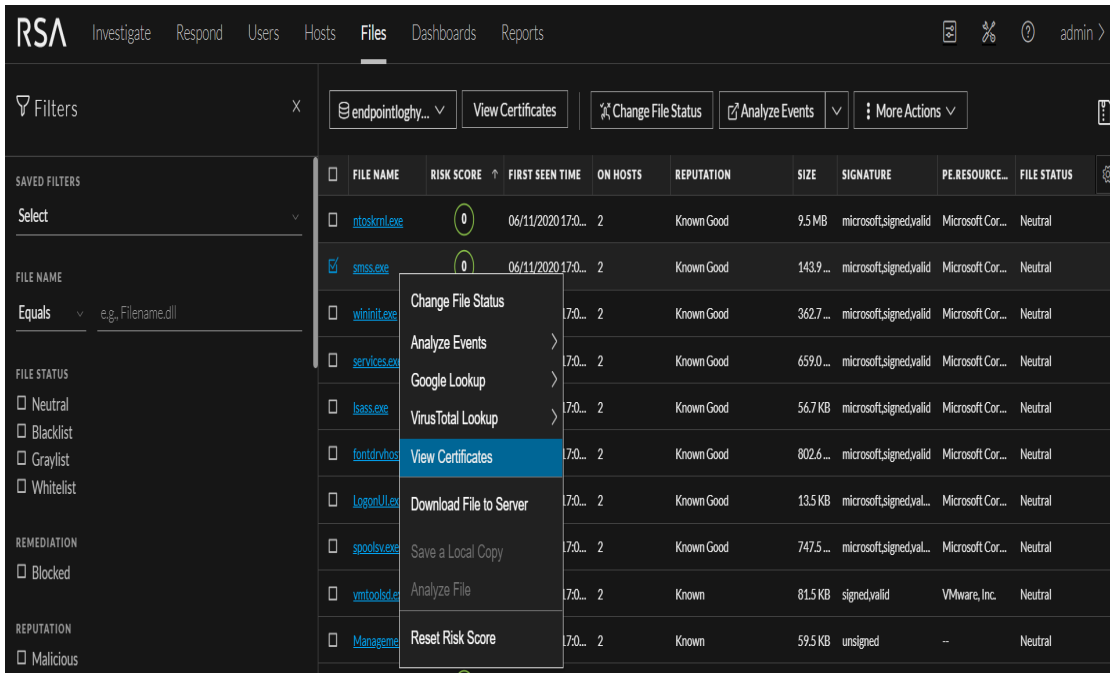 RSA Investigate Respond Users Hosts Files Dashboards Reports admin
Filters X
endpointloghy... View Certificates Change File Status Analyze Events More Actions
SAVED FILTERS
Select
FILE NAME
Equals e.g., Filename.dll
FILE STATUS
Neutral
Blacklist
Graylist
Whitelist
REMEDIATION
Blocked
REPUTATION
Malicious
FILE NAME RISK SCORE ↑ FIRST SEEN TIME ON HOSTS REPUTATION SIZE SIGNATURE PE.RESOURCE... FILE STATUS
ntoskrnl.exe 0 06/11/2020 17:0... 2 Known Good 9.5 MB microsoft,signed,valid Microsoft Cor... Neutral
smss.exe 0 06/11/2020 17:0... 2 Known Good 143.9 ... microsoft,signed,valid Microsoft Cor... Neutral
wininit.exe 17:0... 2 Known Good 362.7 ... microsoft,signed,valid Microsoft Cor... Neutral
services.exe 17:0... 2 Known Good 659.0 ... microsoft,signed,valid Microsoft Cor... Neutral
lsass.exe 17:0... 2 Known Good 56.7 KB microsoft,signed,valid Microsoft Cor... Neutral
fontdrvhos 17:0... 2 Known Good 802.6 ... microsoft,signed,valid Microsoft Cor... Neutral
LogonUI.ex 17:0... 2 Known Good 13.5 KB microsoft,signed,val... Microsoft Cor... Neutral
spoolsv.exe 17:0... 2 Known Good 747.5 ... microsoft,signed,val... Microsoft Cor... Neutral
vmtoolsd.e 17:0... 2 Known 81.5 KB signed,valid VMware, Inc. Neutral
Manageme 17:0... 2 Known 59.5 KB unsigned -- Neutral
Change File Status
Analyze Events
Google Lookup
VirusTotal Lookup
View Certificates
Download File to Server
Save a Local Copy
Analyze File
Reset Risk Score